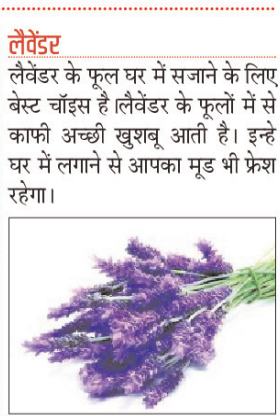 लैवेंडर
लैवेंडर के फूल घर में सजाने के लिए
बेस्ट चॉइस है।लैवेंडर के फूलों में से
काफी अच्छी खुशबू आती है। इन्हे
घर में लगाने से आपका मूड भी फ्रेश
रहेगा।